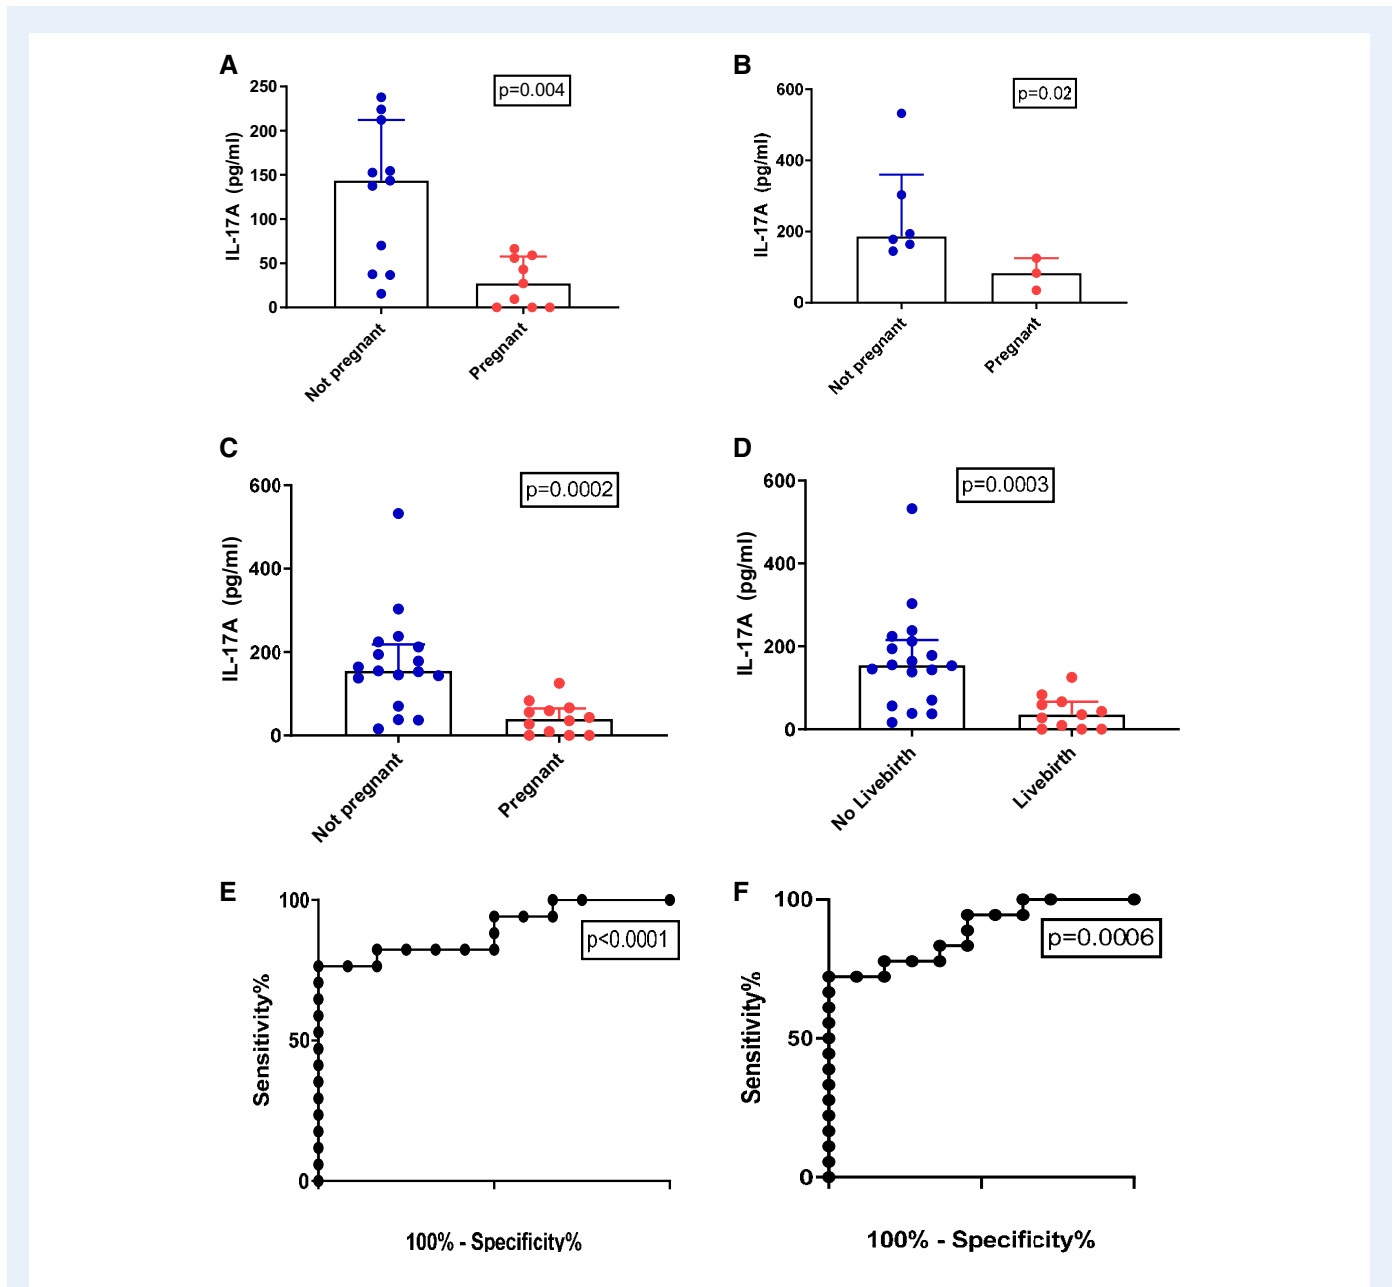 A
p=0.004
IL-17A (pg/ml)
250
200
150
100
50
0
Not pregnant
Pregnant
B
p=0.02
IL-17A (pg/ml)
600
400
200
0
Not pregnant
Pregnant
C
p=0.0002
IL-17A (pg/ml)
600
400
200
0
Not pregnant
Pregnant
D
p=0.0003
IL-17A (pg/ml)
600
400
200
0
No Livebirth
Livebirth
E
p<0.0001
Sensitivity%
100
50
0
100% - Specificity%
F
p=0.0006
Sensitivity%
100
50
0
100% - Specificity%